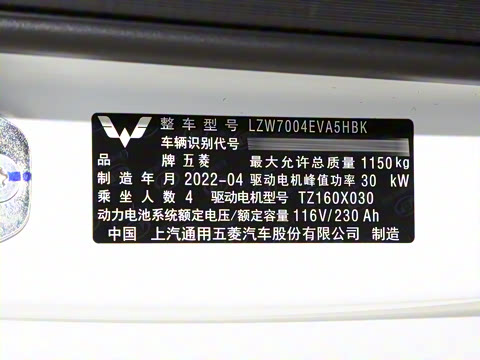 整车型号 LZW7004EVA5HBK
车辆识别代号
品牌 五菱 最大允许总质量 1150kg
制造年月 2022-04 驱动电机峰值功率 30 kW
乘坐人数 4 驱动电机型号 TZ160X030
动力电池系统额定电压/额定容量 116V/230 Ah
中国 上汽通用五菱汽车股份有限公司 制造